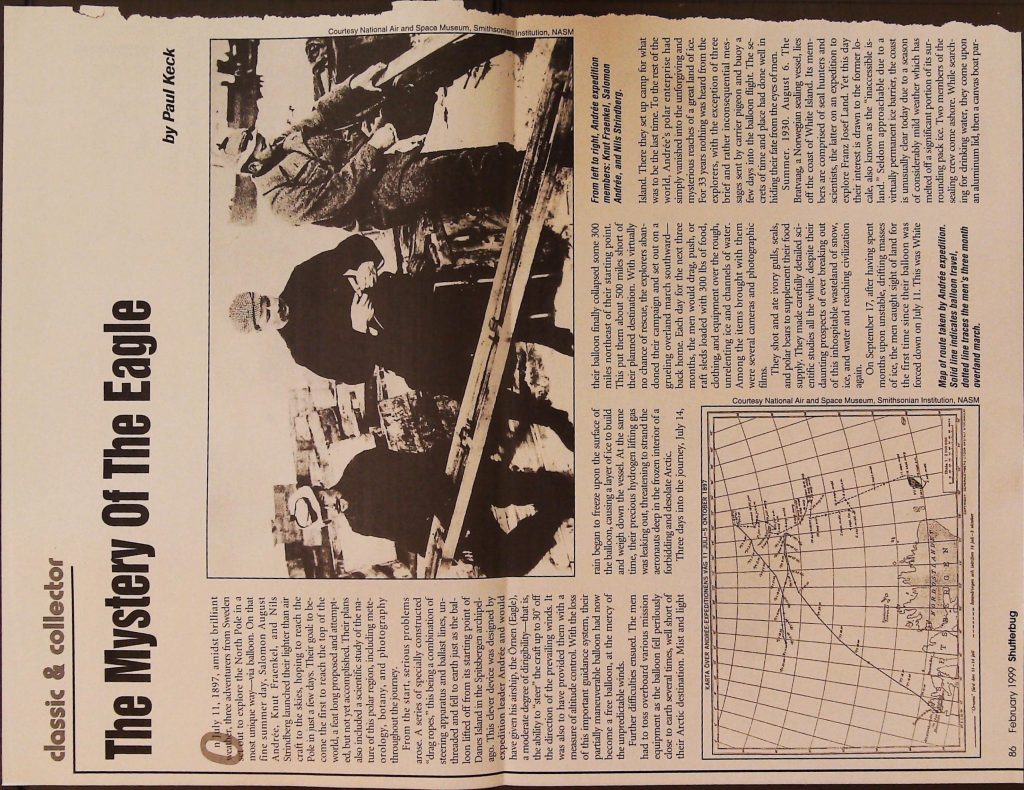 classic & collector
The Mystery Of The Eagle
by Paul Keck
Courtesy National Air and Space Museum, Smithsonian Institution, NASM
On July 11, 1897, amidst brilliant
weather, three adventurers from Sweden
set out to explore the North Pole in a
most unique way—via balloon. On that
fine summer day, Salomon August
Andrée, Knut Fraenkel, and Nils
Strindberg launched their lighter than air
craft to the skies, hoping to reach the
Pole in just a few days. Their goal: to be-
come the first to reach the top of the
world, a feat long proposed and attempt-
ed, but not yet accomplished. Their plans
also included a scientific study of the na-
ture of this polar region, including mete-
orology, botany, and photography
throughout the journey.
From the start, serious problems
arose. A series of specially constructed
"drag ropes," this being a combination of
steering apparatus and ballast lines, un-
threaded and fell to earth just as the bal-
loon lifted off from its starting point of
Danes Island in the Spitsbergen archipel-
ago. This clever device was designed by
expedition leader Andrée and would
have given his airship, the Ornen (Eagle),
a moderate degree of dirigibility—that is,
the ability to "steer" the craft up to 30° off
the direction of the prevailing winds. It
was also to have provided them with a
measure of altitude control. With the loss
of this important guidance system, their
partially maneuverable balloon had now
become a free balloon, at the mercy of
the unpredictable winds.
Further difficulties ensued. The men
had to toss overboard various mission
equipment as the balloon fell perilously
close to earth several times, well short of
their Arctic destination. Mist and light
rain began to freeze upon the surface of
the balloon, causing a layer of ice to build
and weigh down the vessel. At the same
time, their precious hydrogen lifting gas
was leaking out, threatening to strand the
aeronauts deep in the frozen interior of a
forbidding and desolate Arctic.
Three days into the journey, July 14,
their balloon finally collapsed some 300
miles northeast of their starting point.
This put them about 500 miles short of
their planned destination. With virtually
no chance of rescue, the explorers aban-
doned their campaign and set out on a
grueling overland march southward—
back home. Each day for the next three
months, the men would drag, push, or
raft sleds loaded with 300 lbs of food,
clothing, and equipment over the rough,
unrelenting ice and channels of water.
Among the items brought with them
were several cameras and photographic
films.
They shot and ate ivory gulls, seals,
and polar bears to supplement their food
supply. They made carefully detailed sci-
entific studies all the while, despite their
daunting prospects of ever breaking out
of this inhospitable wasteland of snow,
ice, and water and reaching civilization
again.
On September 17, after having spent
months upon unstable, drifting masses
of ice, the men caught sight of land for
the first time since their balloon was
forced down on July 11. This was White
Map of route taken by Andrée expedition.
Solid line indicates balloon travel,
dotted line traces the men's three month
overland march.
From left to right, Andrée expedition
members: Knut Fraenkel, Salomon
Andrée, and Nils Strindberg.
Island. There they set up camp for what
was to be the last time. To the rest of the
world, Andrée's polar enterprise had
simply vanished into the unforgiving and
mysterious reaches of a great land of ice.
For 33 years nothing was heard from the
explorers, with the exception of three
brief and rather inconsequential mes-
sages sent by carrier pigeon and buoy a
few days into the balloon flight. The se-
crets of time and place had done well in
hiding their fate from the eyes of men.
Summer. 1930. August 6. The
Bratvaag, a Norwegian sealing vessel, lies
off the coast of White Island. Its mem-
bers are comprised of seal hunters and
scientists, the latter on an expedition to
explore Franz Josef Land. Yet this day
their interest is drawn to the former lo-
cale, also known as the "inaccessible is-
land." Seldom approachable due to a
virtually permanent ice barrier, the coast
is unusually clear today due to a season
of considerably mild weather which has
melted off a significant portion of its sur-
rounding pack ice. Two members of the
sealing crew come ashore. While search-
ing for drinking water, they come upon
an aluminum lid, then a canvas boat par-
Courtesy National Air and Space Museum, Smithsonian Institution, NASM
KARTA ÖVER ANDRÉE-EXPEDITIONENS VÄG 11 JULI–5 OKTOBER 1897
86 February 1999/ Shutterbug